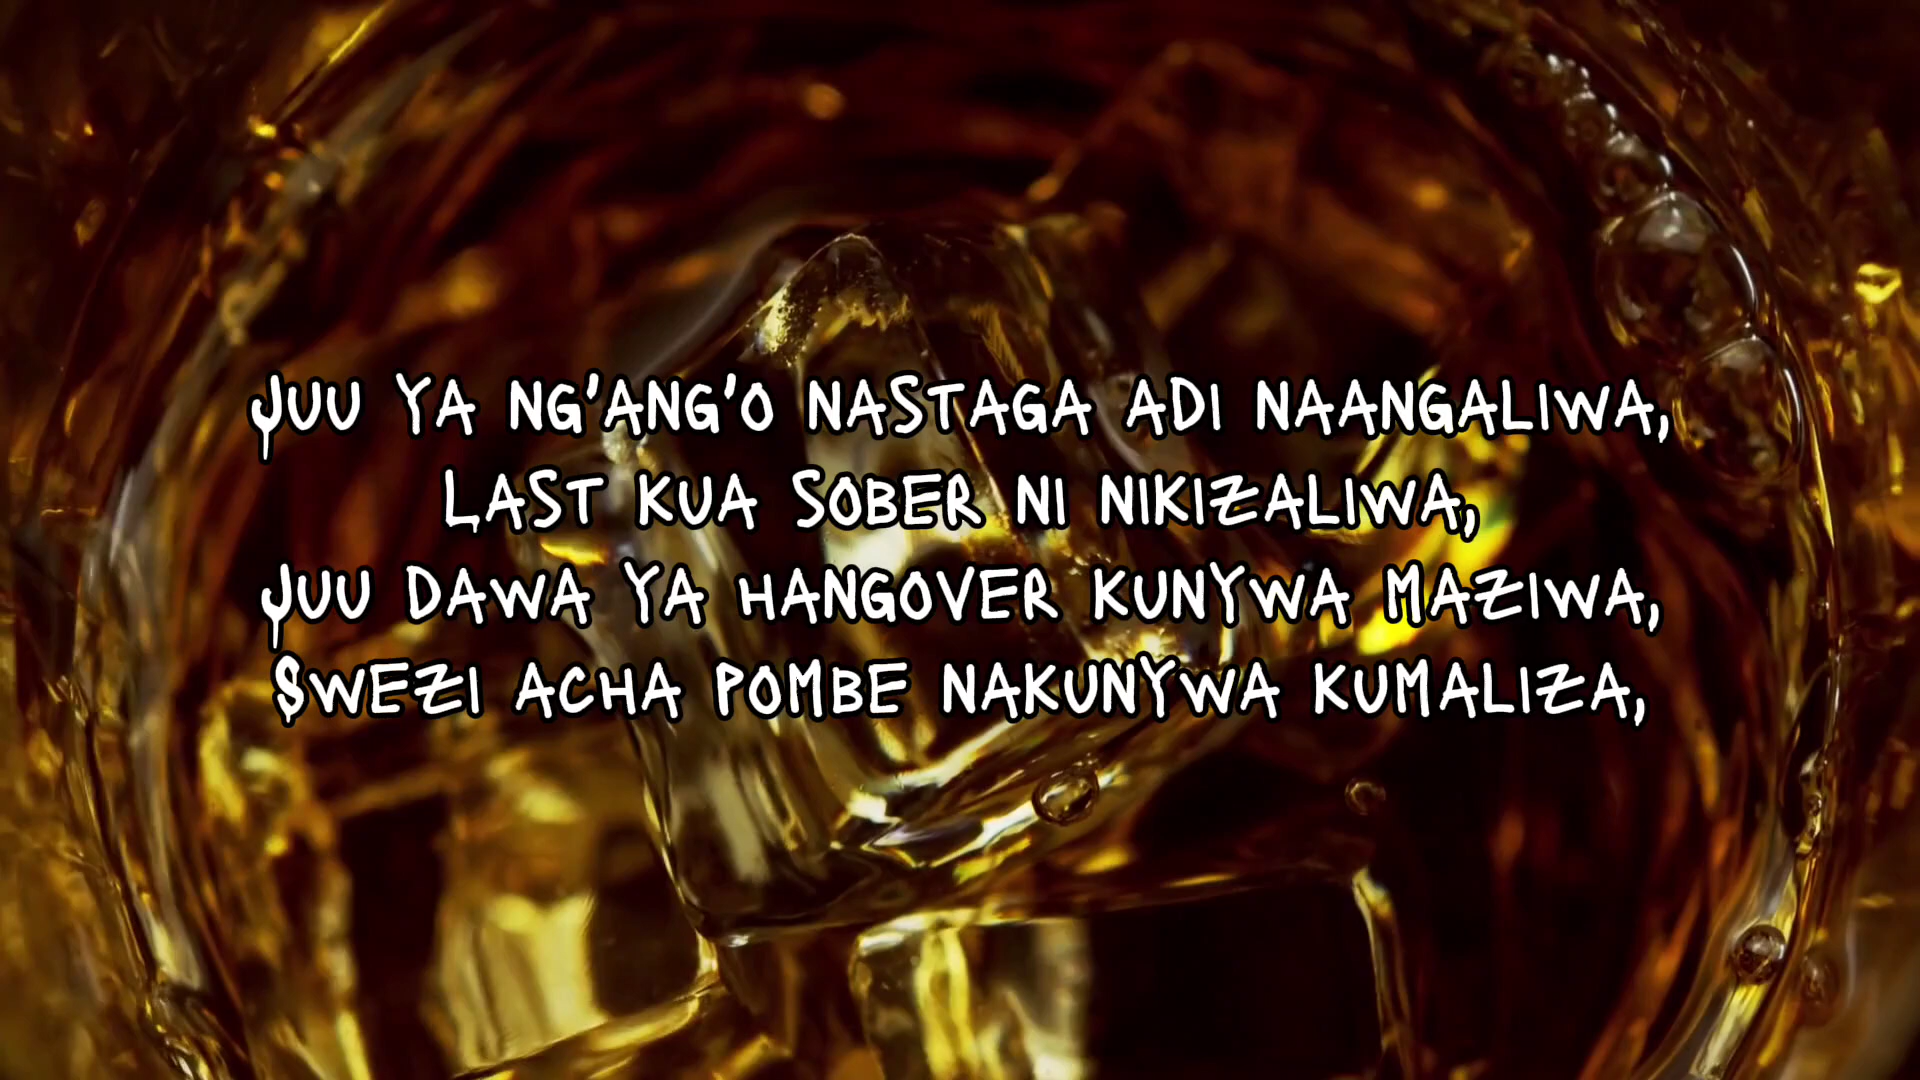 JUU YA NG'ANG'O NASTAGA ADI NAANGALIWA,
LAST KUA SOBER NI NIKIZALIWA,
JUU DAWA YA HANGOVER KUNYWA MAZIWA,
SWEZI ACHA POMBE NAKUNYWA KUMALIZA,